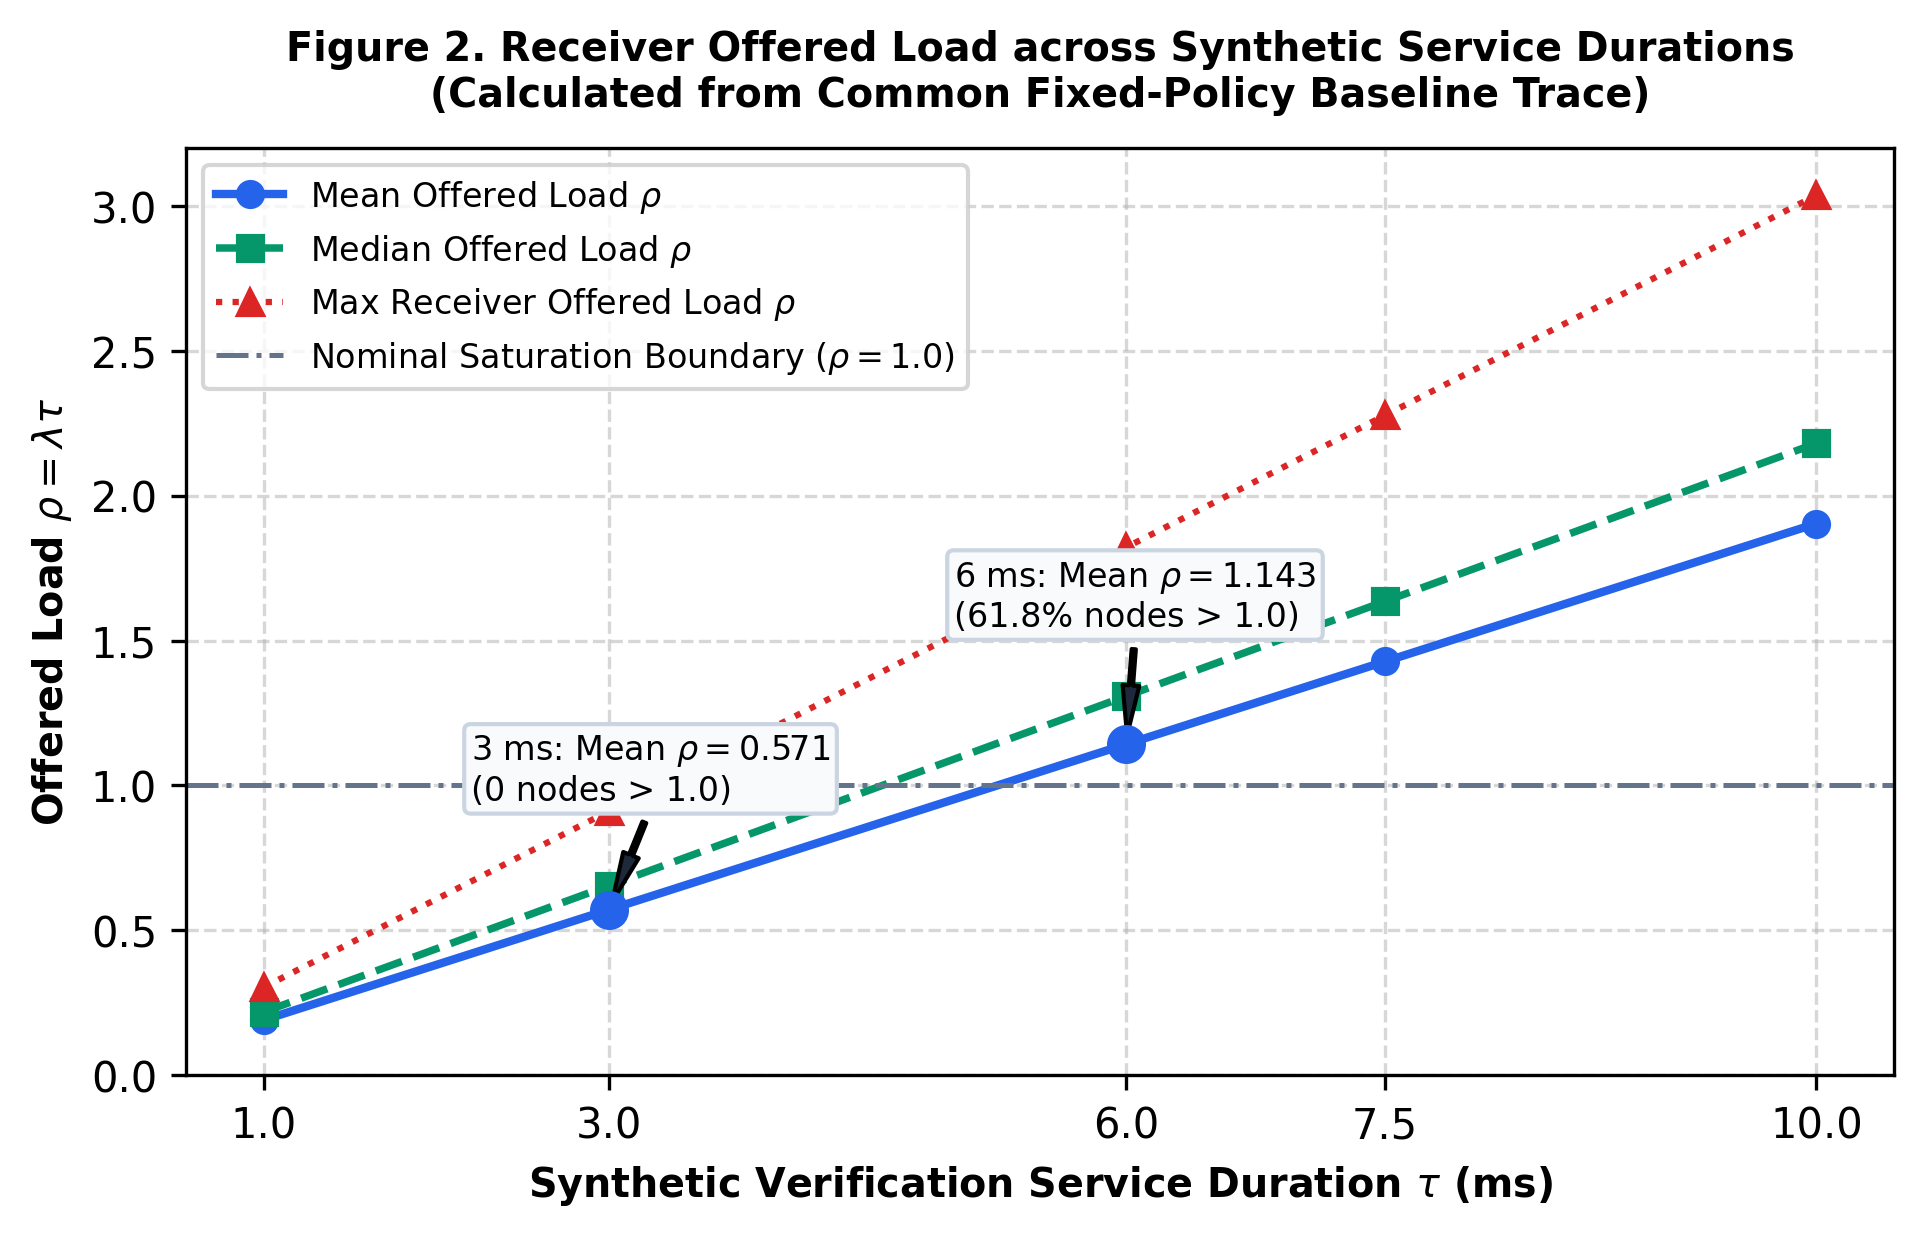 Figure 2. Receiver Offered Load across Synthetic Service Durations
(Calculated from Common Fixed-Policy Baseline Trace)
Mean Offered Load ρ
Median Offered Load ρ
Max Receiver Offered Load ρ
Nominal Saturation Boundary (ρ = 1.0)
Offered Load ρ = λτ
3.0
2.5
2.0
1.5
1.0
0.5
0.0
6 ms: Mean ρ = 1.143
(61.8% nodes > 1.0)
3 ms: Mean ρ = 0.571
(0 nodes > 1.0)
1.0 3.0 6.0 7.5 10.0
Synthetic Verification Service Duration τ (ms)